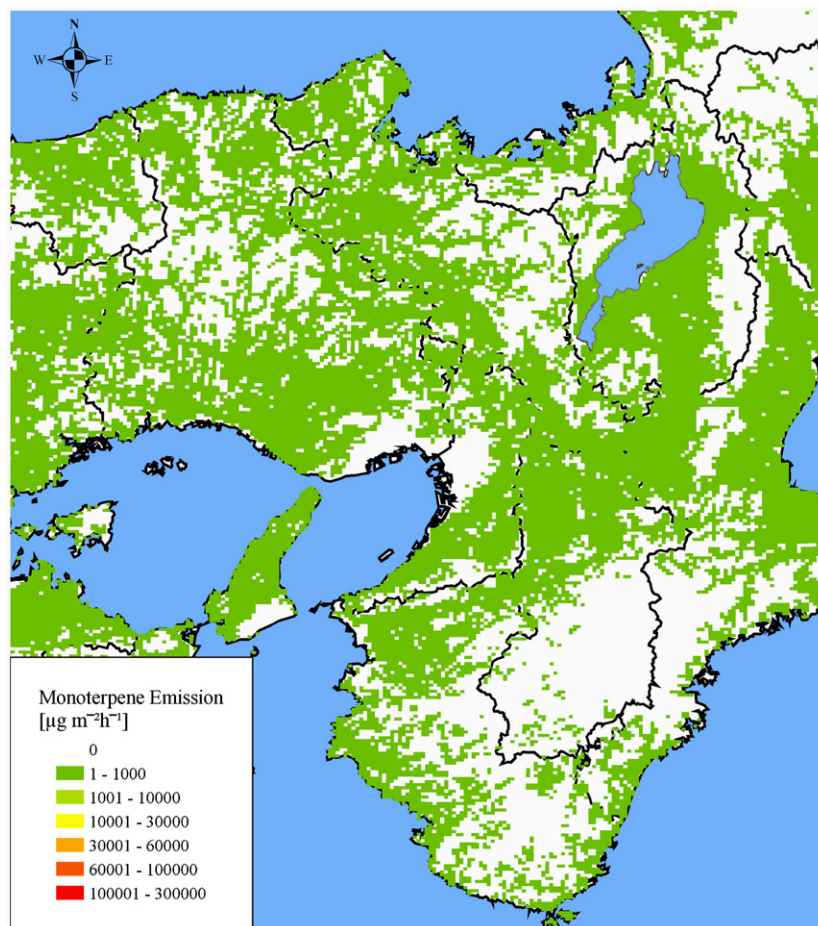 N
W E
S
Monoterpene Emission
[µg m⁻²h⁻¹]
0
1 - 1000
1001 - 10000
10001 - 30000
30001 - 60000
60001 - 100000
100001 - 300000